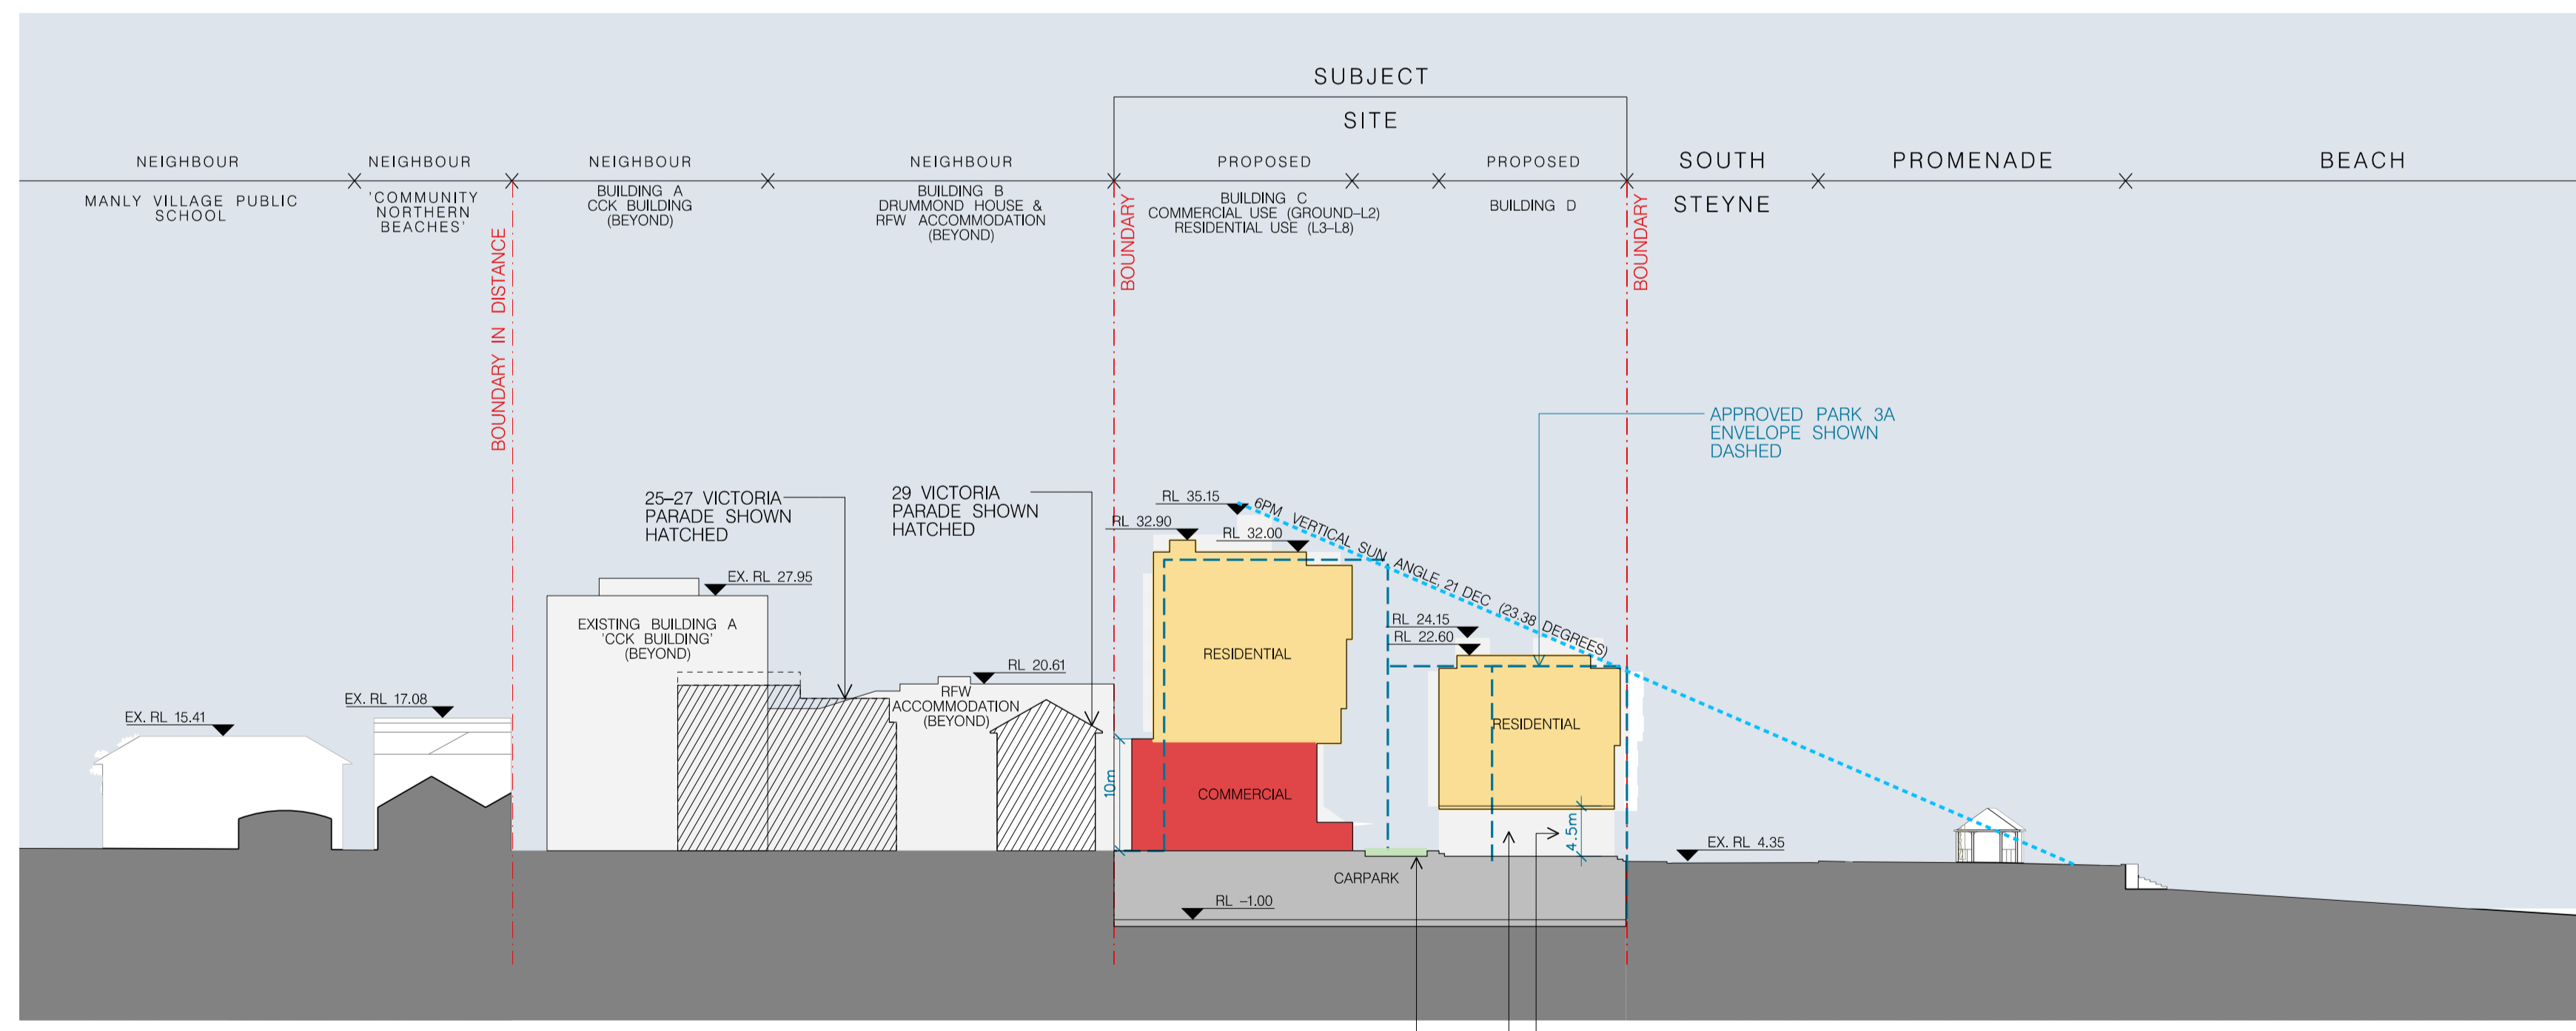 SUBJECT
SITE
NEIGHBOUR
MANLY VILLAGE PUBLIC
SCHOOL
NEIGHBOUR
'COMMUNITY
NORTHERN
BEACHES'
NEIGHBOUR
BUILDING A
CCK BUILDING
(BEYOND)
NEIGHBOUR
BUILDING B
DRUMMOND HOUSE &
RFW ACCOMMODATION
(BEYOND)
PROPOSED
BUILDING C
COMMERCIAL USE (GROUND–L2)
RESIDENTIAL USE (L3–L8)
PROPOSED
BUILDING D
SOUTH
STEYNE
PROMENADE
BEACH
BOUNDARY IN DISTANCE
BOUNDARY
BOUNDARY
APPROVED PARK 3A
ENVELOPE SHOWN
DASHED
25–27 VICTORIA
PARADE SHOWN
HATCHED
29 VICTORIA
PARADE SHOWN
HATCHED
RL 35.15
RL 32.90
RL 32.00
6PM VERTICAL SUN ANGLE, 21 DEC (23.38 DEGREES)
EX. RL 27.95
EXISTING BUILDING A
'CCK BUILDING'
(BEYOND)
RL 24.15
RL 22.60
RL 20.61
RFW
ACCOMMODATION
(BEYOND)
RESIDENTIAL
RESIDENTIAL
EX. RL 17.08
EX. RL 15.41
10m
COMMERCIAL
4.5m
EX. RL 4.35
CARPARK
RL –1.00